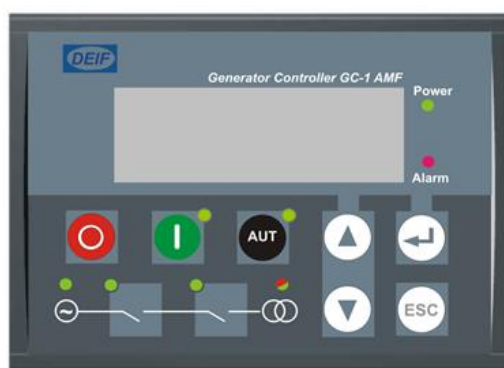 DEIF
Generator Controller GC-1 AMF
Power
Alarm
AUT
ESC